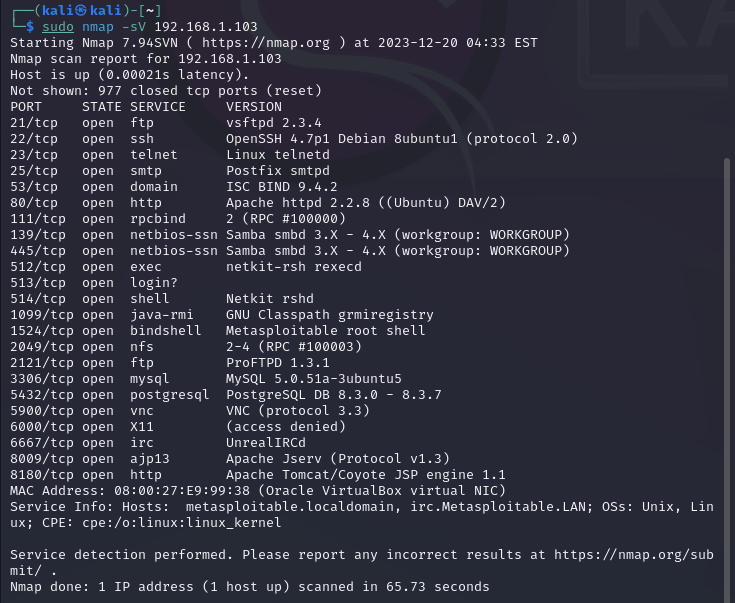 ┌──(kali㉿kali)-[~]
└─$ sudo nmap -sV 192.168.1.103
Starting Nmap 7.94SVN ( https://nmap.org ) at 2023-12-20 04:33 EST
Nmap scan report for 192.168.1.103
Host is up (0.00021s latency).
Not shown: 977 closed tcp ports (reset)
PORT     STATE SERVICE     VERSION
21/tcp   open  ftp         vsftpd 2.3.4
22/tcp   open  ssh         OpenSSH 4.7p1 Debian 8ubuntu1 (protocol 2.0)
23/tcp   open  telnet      Linux telnetd
25/tcp   open  smtp        Postfix smtpd
53/tcp   open  domain      ISC BIND 9.4.2
80/tcp   open  http        Apache httpd 2.2.8 ((Ubuntu) DAV/2)
111/tcp  open  rpcbind     2 (RPC #100000)
139/tcp  open  netbios-ssn Samba smbd 3.X - 4.X (workgroup: WORKGROUP)
445/tcp  open  netbios-ssn Samba smbd 3.X - 4.X (workgroup: WORKGROUP)
512/tcp  open  exec        netkit-rsh rexecd
513/tcp  open  login?
514/tcp  open  shell       Netkit rshd
1099/tcp open  java-rmi    GNU Classpath grmiregistry
1524/tcp open  bindshell   Metasploitable root shell
2049/tcp open  nfs         2-4 (RPC #100003)
2121/tcp open  ftp         ProFTPD 1.3.1
3306/tcp open  mysql       MySQL 5.0.51a-3ubuntu5
5432/tcp open  postgresql  PostgreSQL DB 8.3.0 - 8.3.7
5900/tcp open  vnc         VNC (protocol 3.3)
6000/tcp open  X11         (access denied)
6667/tcp open  irc         UnrealIRCd
8009/tcp open  ajp13       Apache Jserv (Protocol v1.3)
8180/tcp open  http        Apache Tomcat/Coyote JSP engine 1.1
MAC Address: 08:00:27:E9:99:38 (Oracle VirtualBox virtual NIC)
Service Info: Hosts:  metasploitable.localdomain, irc.Metasploitable.LAN; OSs: Unix, Lin
ux; CPE: cpe:/o:linux:linux_kernel

Service detection performed. Please report any incorrect results at https://nmap.org/sub
mit/ .
Nmap done: 1 IP address (1 host up) scanned in 65.73 seconds